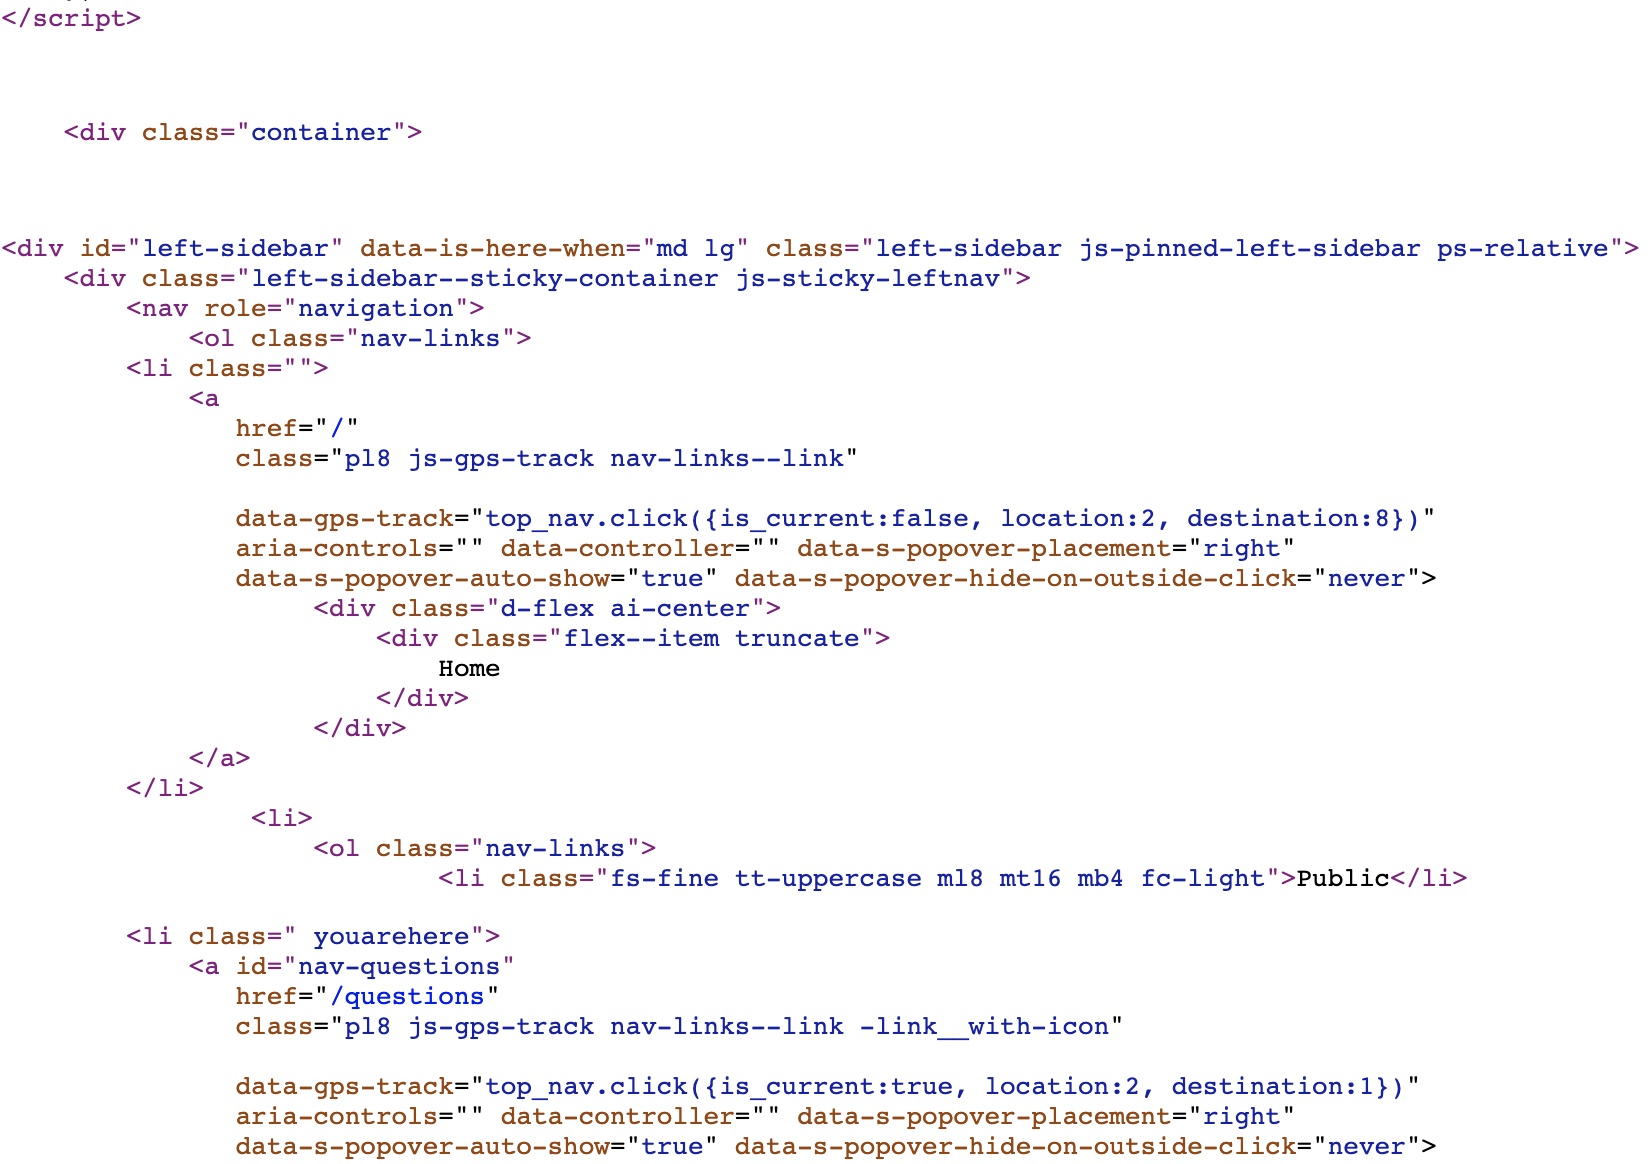 </script>
    <div class="container">
<div id="left-sidebar" data-is-here-when="md lg" class="left-sidebar js-pinned-left-sidebar ps-relative">
    <div class="left-sidebar--sticky-container js-sticky-leftnav">
        <nav role="navigation">
            <ol class="nav-links">
        <li class="">
            <a
               href="/"
               class="pl8 js-gps-track nav-links--link"
               data-gps-track="top_nav.click({is_current:false, location:2, destination:8})"
               aria-controls="" data-controller="" data-s-popover-placement="right"
               data-s-popover-auto-show="true" data-s-popover-hide-on-outside-click="never">
                    <div class="d-flex ai-center">
                        <div class="flex--item truncate">
                            Home
                        </div>
                    </div>
            </a>
        </li>
                <li>
                    <ol class="nav-links">
                            <li class="fs-fine tt-uppercase ml8 mt16 mb4 fc-light">Public</li>
        <li class=" youarehere">
            <a id="nav-questions"
               href="/questions"
               class="pl8 js-gps-track nav-links--link -link__with-icon"
               data-gps-track="top_nav.click({is_current:true, location:2, destination:1})"
               aria-controls="" data-controller="" data-s-popover-placement="right"
               data-s-popover-auto-show="true" data-s-popover-hide-on-outside-click="never">